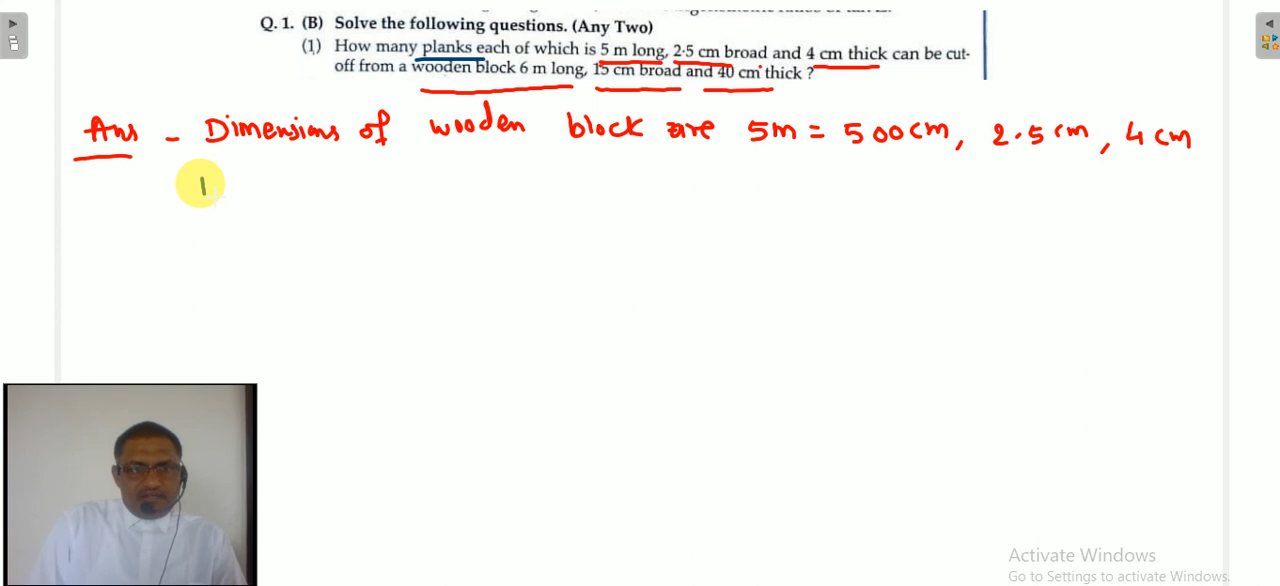 Q. 1. (B) Solve the following questions. (Any Two)
(1) How many planks each of which is 5 m long, 2·5 cm broad and 4 cm thick can be cut-
off from a wooden block 6 m long, 15 cm broad and 40 cm thick ?
Ans - Dimensions of wooden block are 5m = 500cm, 2.5cm, 4cm
Activate Windows
Go to Settings to activate Windows.